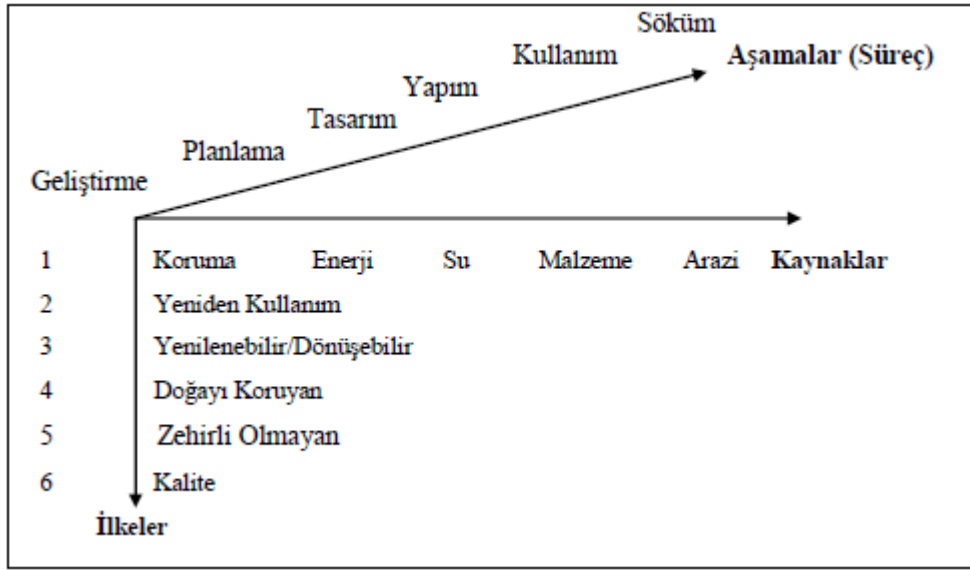 Söküm
Kullanım Aşamalar (Süreç)
Yapım
Tasarım
Planlama
Geliştirme
1 Koruma Enerji Su Malzeme Arazi Kaynaklar
2 Yeniden Kullanım
3 Yenilenebilir/Dönüşebilir
4 Doğayı Koruyan
5 Zehirli Olmayan
6 Kalite
İlkeler